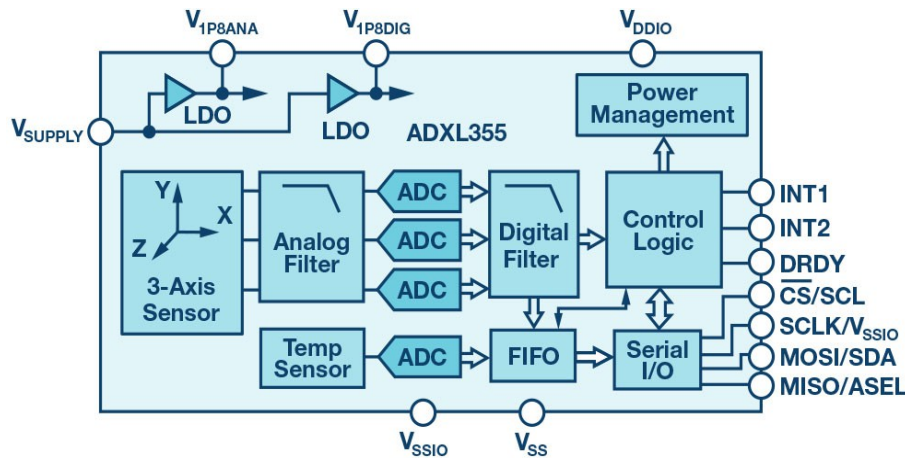 V1P8ANA
V1P8DIG
VDDIO
VSUPPLY
LDO
LDO
ADXL355
Power
Management
Y
X
Z
3-Axis
Sensor
Analog
Filter
ADC
ADC
ADC
Digital
Filter
Control
Logic
INT1
INT2
DRDY
CS/SCL
SCLK/VSSIO
MOSI/SDA
MISO/ASEL
Temp
Sensor
ADC
FIFO
Serial
I/O
VSSIO
VSS